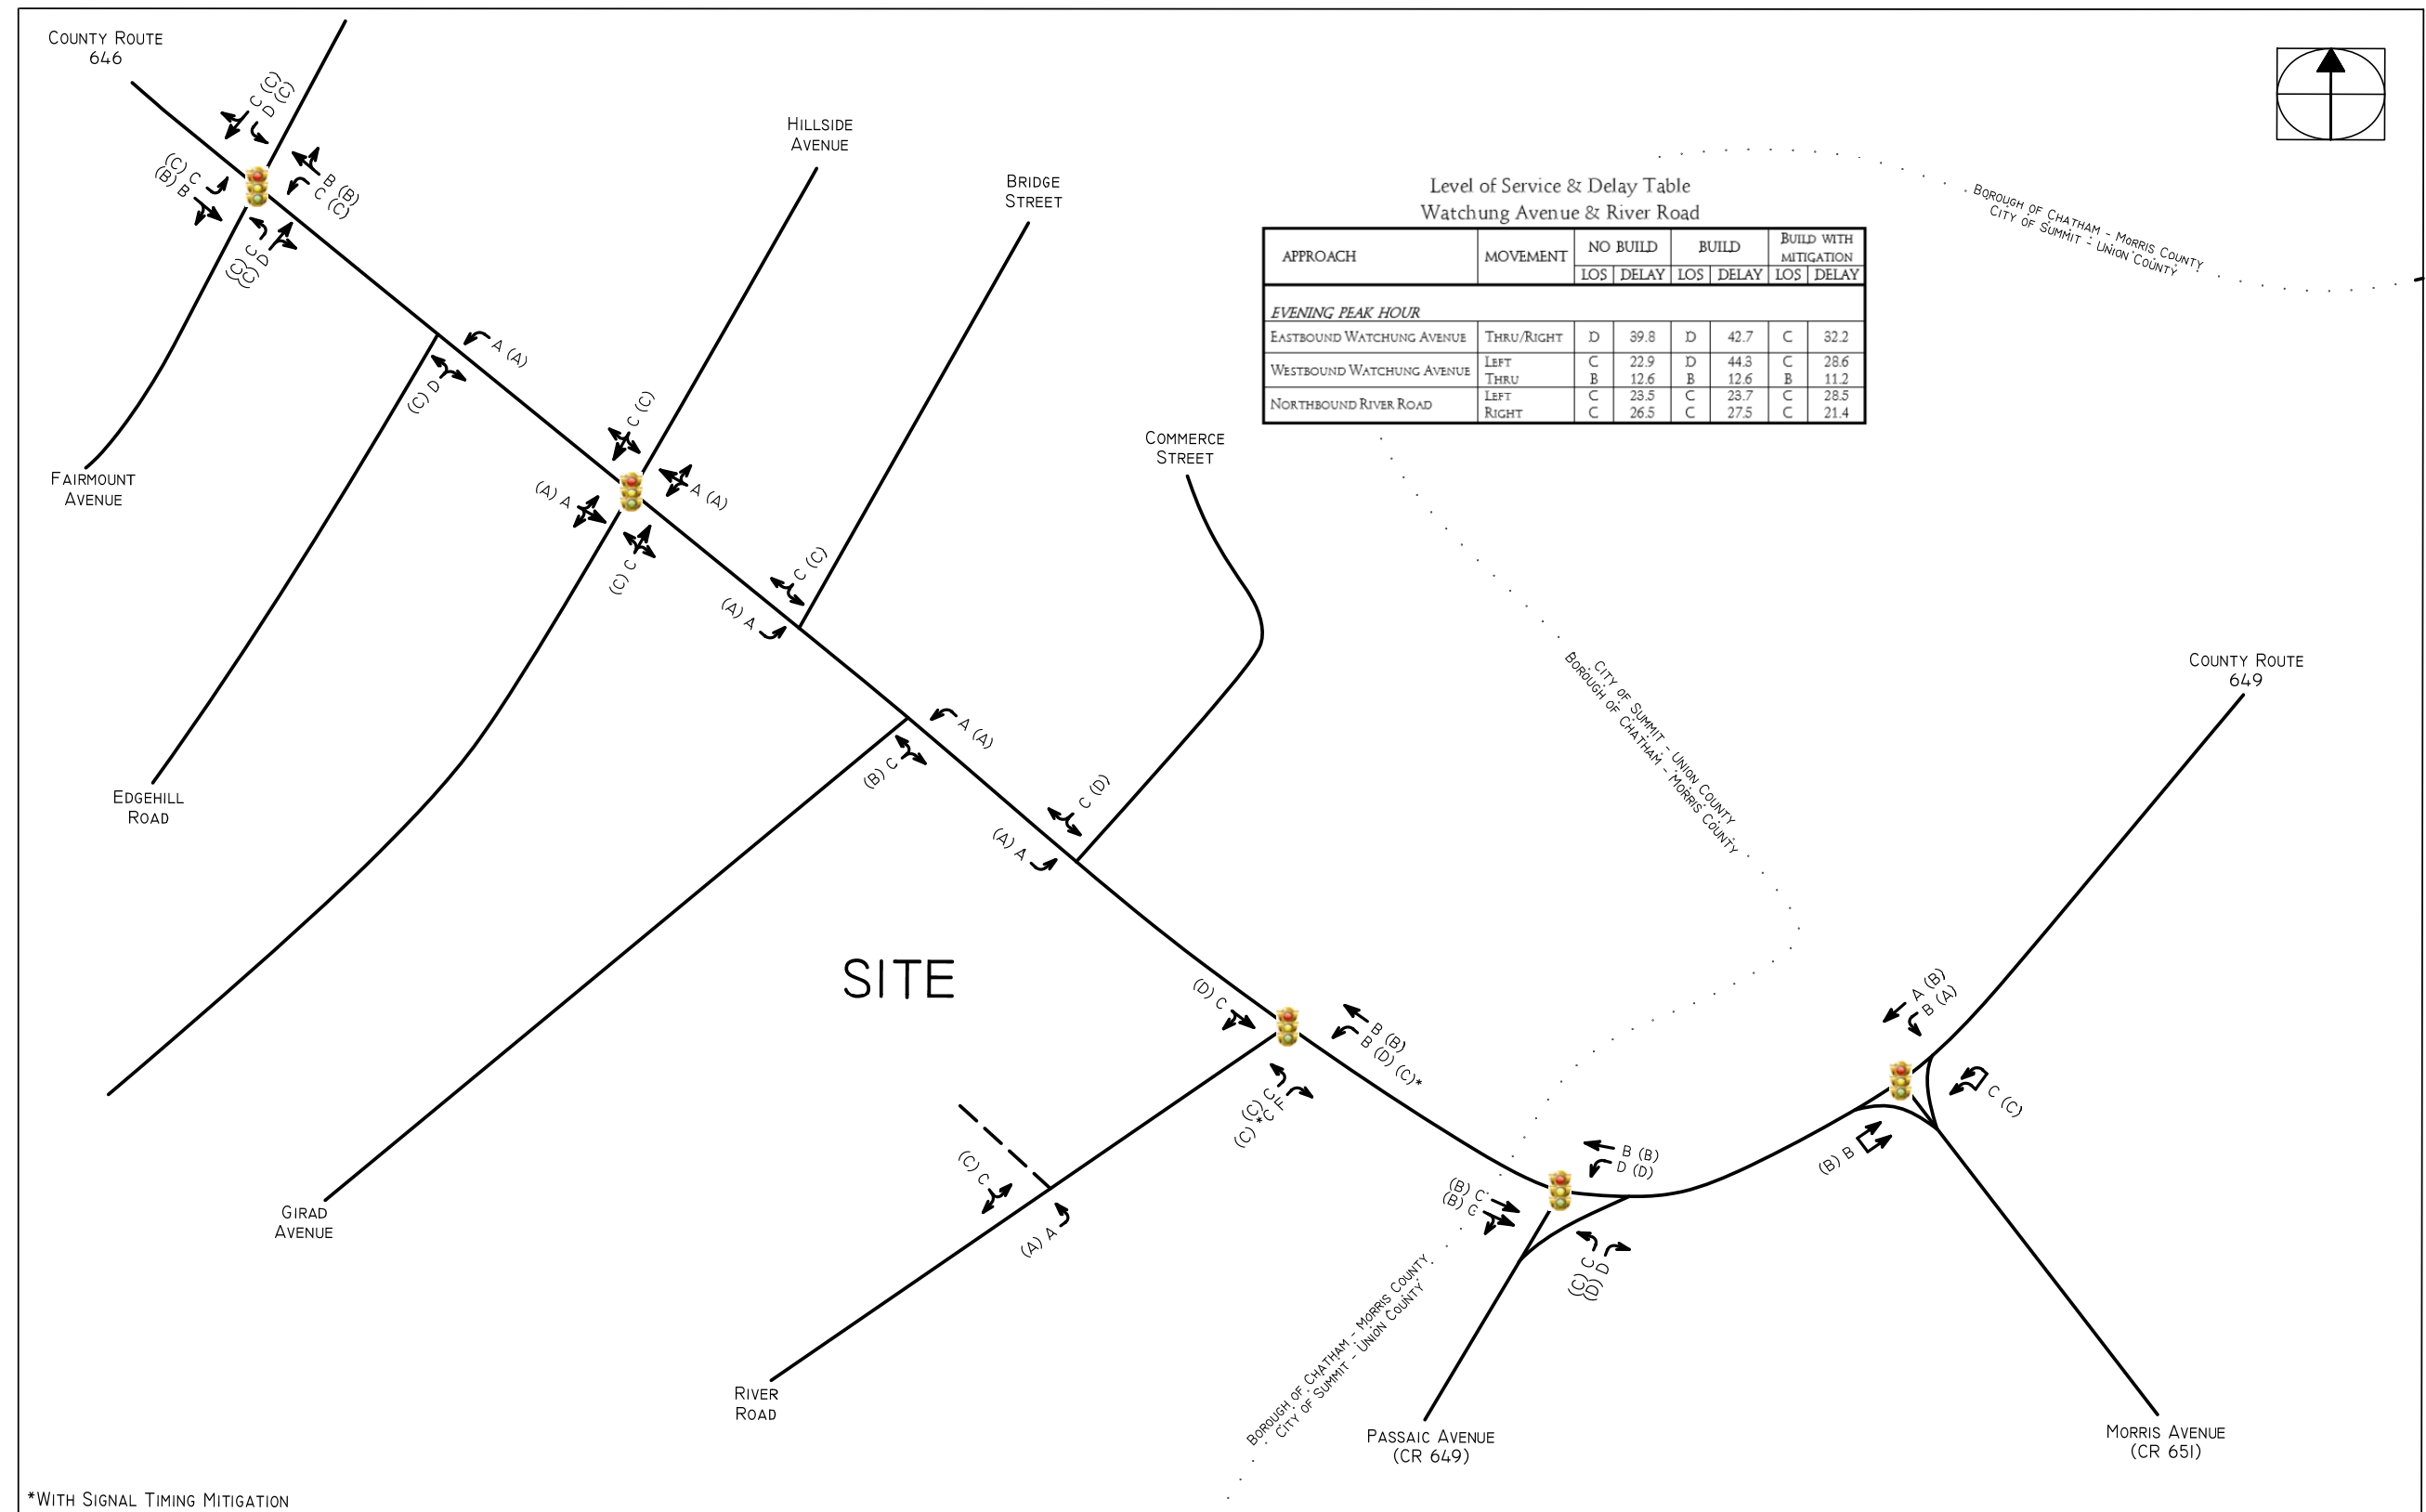 COUNTY ROUTE
646
C (C)
D (C)
(C) C
(B) B
B (B)
C (C)
(C) C
(C) D
FAIRMOUNT
AVENUE
A (A)
(C) D
EDGEHILL
ROAD
HILLSIDE
AVENUE
C (C)
(A) A
A (A)
(C) C
BRIDGE
STREET
C (C)
(A) A
A (A)
(B) C
GIRAD
AVENUE
COMMERCE
STREET
C (D)
(A) A
Level of Service & Delay Table
Watchung Avenue & River Road
APPROACH MOVEMENT NO BUILD BUILD BUILD WITH MITIGATION
LOS DELAY LOS DELAY LOS DELAY
EVENING PEAK HOUR
EASTBOUND WATCHUNG AVENUE THRU/RIGHT D 39.8 D 42.7 C 32.2
WESTBOUND WATCHUNG AVENUE LEFT C 22.9 D 44.3 C 28.6
THRU B 12.6 B 12.6 B 11.2
NORTHBOUND RIVER ROAD LEFT C 23.5 C 23.7 C 28.5
RIGHT C 26.5 C 27.5 C 21.4
BOROUGH OF CHATHAM - MORRIS COUNTY
CITY OF SUMMIT - UNION COUNTY
CITY OF SUMMIT - UNION COUNTY
BOROUGH OF CHATHAM - MORRIS COUNTY
COUNTY ROUTE
649
SITE
(D) C
B (B)
B (D) (C)*
(C) C
(C) *C F
(C) C
(A) A
RIVER
ROAD
B (B)
D (D)
(B) C
(B) C
(C) C
(D) D
A (B)
B (A)
C (C)
(B) B
BOROUGH OF CHATHAM - MORRIS COUNTY
CITY OF SUMMIT - UNION COUNTY
PASSAIC AVENUE
(CR 649)
MORRIS AVENUE
(CR 651)
*WITH SIGNAL TIMING MITIGATION